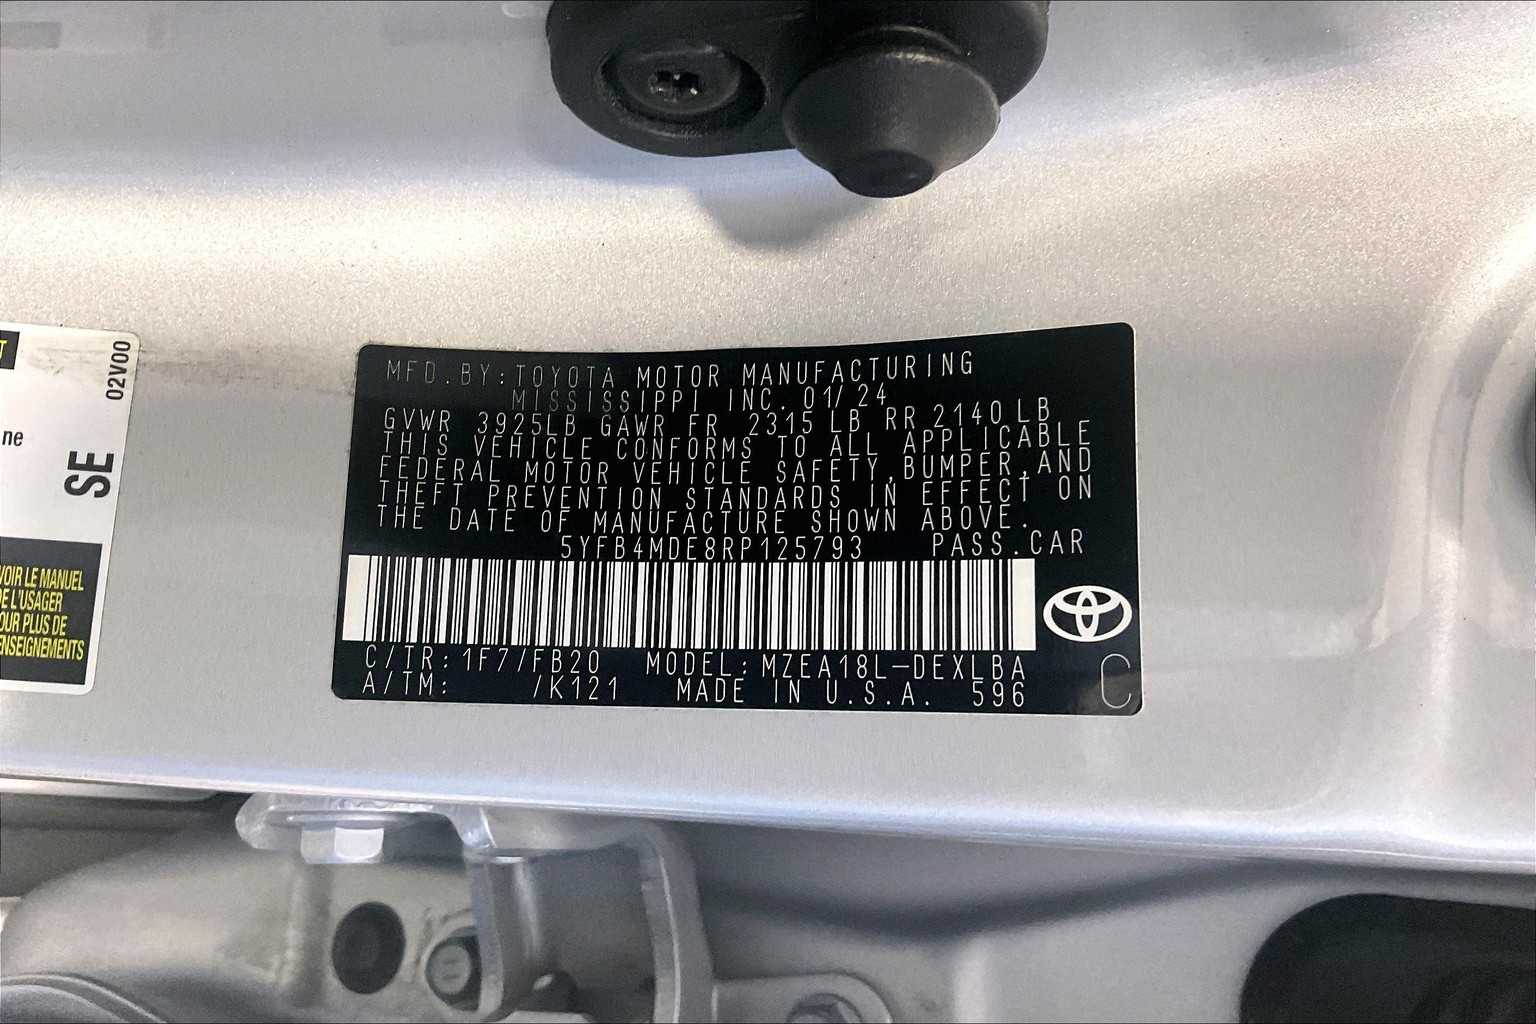 T
02V00
ne
SE
VOIR LE MANUEL
DE L'USAGER
POUR PLUS DE
RENSEIGNEMENTS
MFD.BY:TOYOTA MOTOR MANUFACTURING
MISSISSIPPI INC. 01/24
GVWR 3925LB GAWR FR 2315 LB RR 2140 LB
THIS VEHICLE CONFORMS TO ALL APPLICABLE
FEDERAL MOTOR VEHICLE SAFETY,BUMPER,AND
THEFT PREVENTION STANDARDS IN EFFECT ON
THE DATE OF MANUFACTURE SHOWN ABOVE.
5YFB4MDE8RP125793 PASS.CAR
C/TR: 1F7/FB20 MODEL: MZEA18L-DEXLBA
A/TM: /K121 MADE IN U.S.A. 596
C